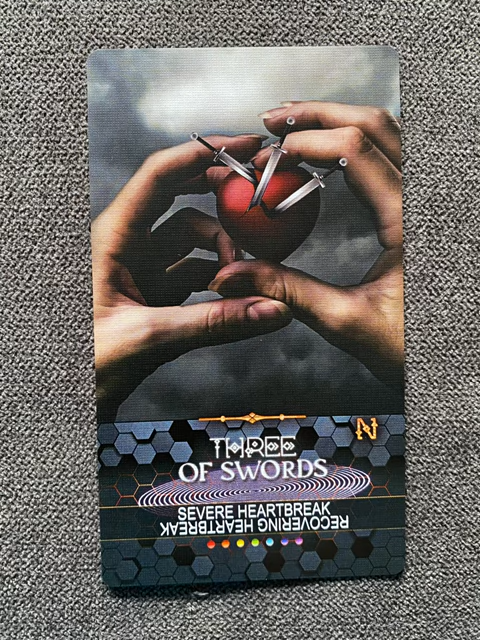 N
THREE
OF SWORDS
SEVERE HEARTBREAK
RECOVERING HEARTBREAK